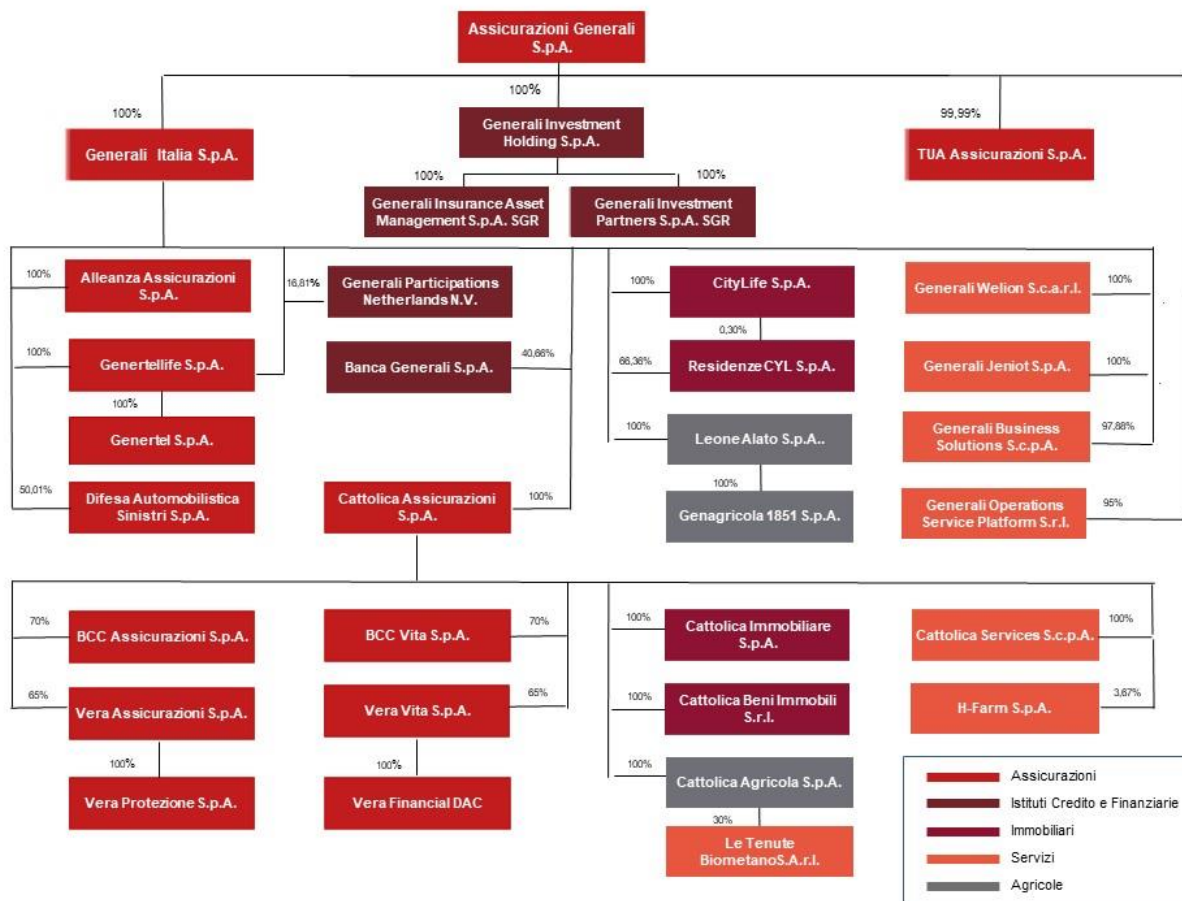 Assicurazioni Generali
S.p.A.
100%
100%
99,99%
Generali Italia S.p.A.
Generali Investment
Holding S.p.A.
TUA Assicurazioni S.p.A.
100%
100%
Generali Insurance Asset
Management S.p.A. SGR
Generali Investment
Partners S.p.A. SGR
100%
Alleanza Assicurazioni
S.p.A.
16,81%
Generali Participations
Netherlands N.V.
100%
CityLife S.p.A.
Generali Welion S.c.a.r.l.
100%
0,30%
100%
Genertellife S.p.A.
Banca Generali S.p.A.
40,66%
66,36%
Residenze CYL S.p.A.
Generali Jeniot S.p.A.
100%
100%
Genertel S.p.A.
100%
Leone Alato S.p.A..
Generali Business
Solutions S.c.p.A.
97,88%
100%
50,01%
Difesa Automobilistica
Sinistri S.p.A.
Cattolica Assicurazioni
S.p.A.
100%
Genagricola 1851 S.p.A.
Generali Operations
Service Platform S.r.l.
95%
70%
BCC Assicurazioni S.p.A.
BCC Vita S.p.A.
70%
100%
Cattolica Immobiliare
S.p.A.
Cattolica Services S.c.p.A.
100%
65%
Vera Assicurazioni S.p.A.
Vera Vita S.p.A.
65%
100%
Cattolica Beni Immobili
S.r.l.
H-Farm S.p.A.
3,67%
100%
Vera Protezione S.p.A.
100%
Vera Financial DAC
100%
Cattolica Agricola S.p.A.
30%
Le Tenute
BiometanoS.A.r.l.
Assicurazioni
Istituti Credito e Finanziarie
Immobiliari
Servizi
Agricole